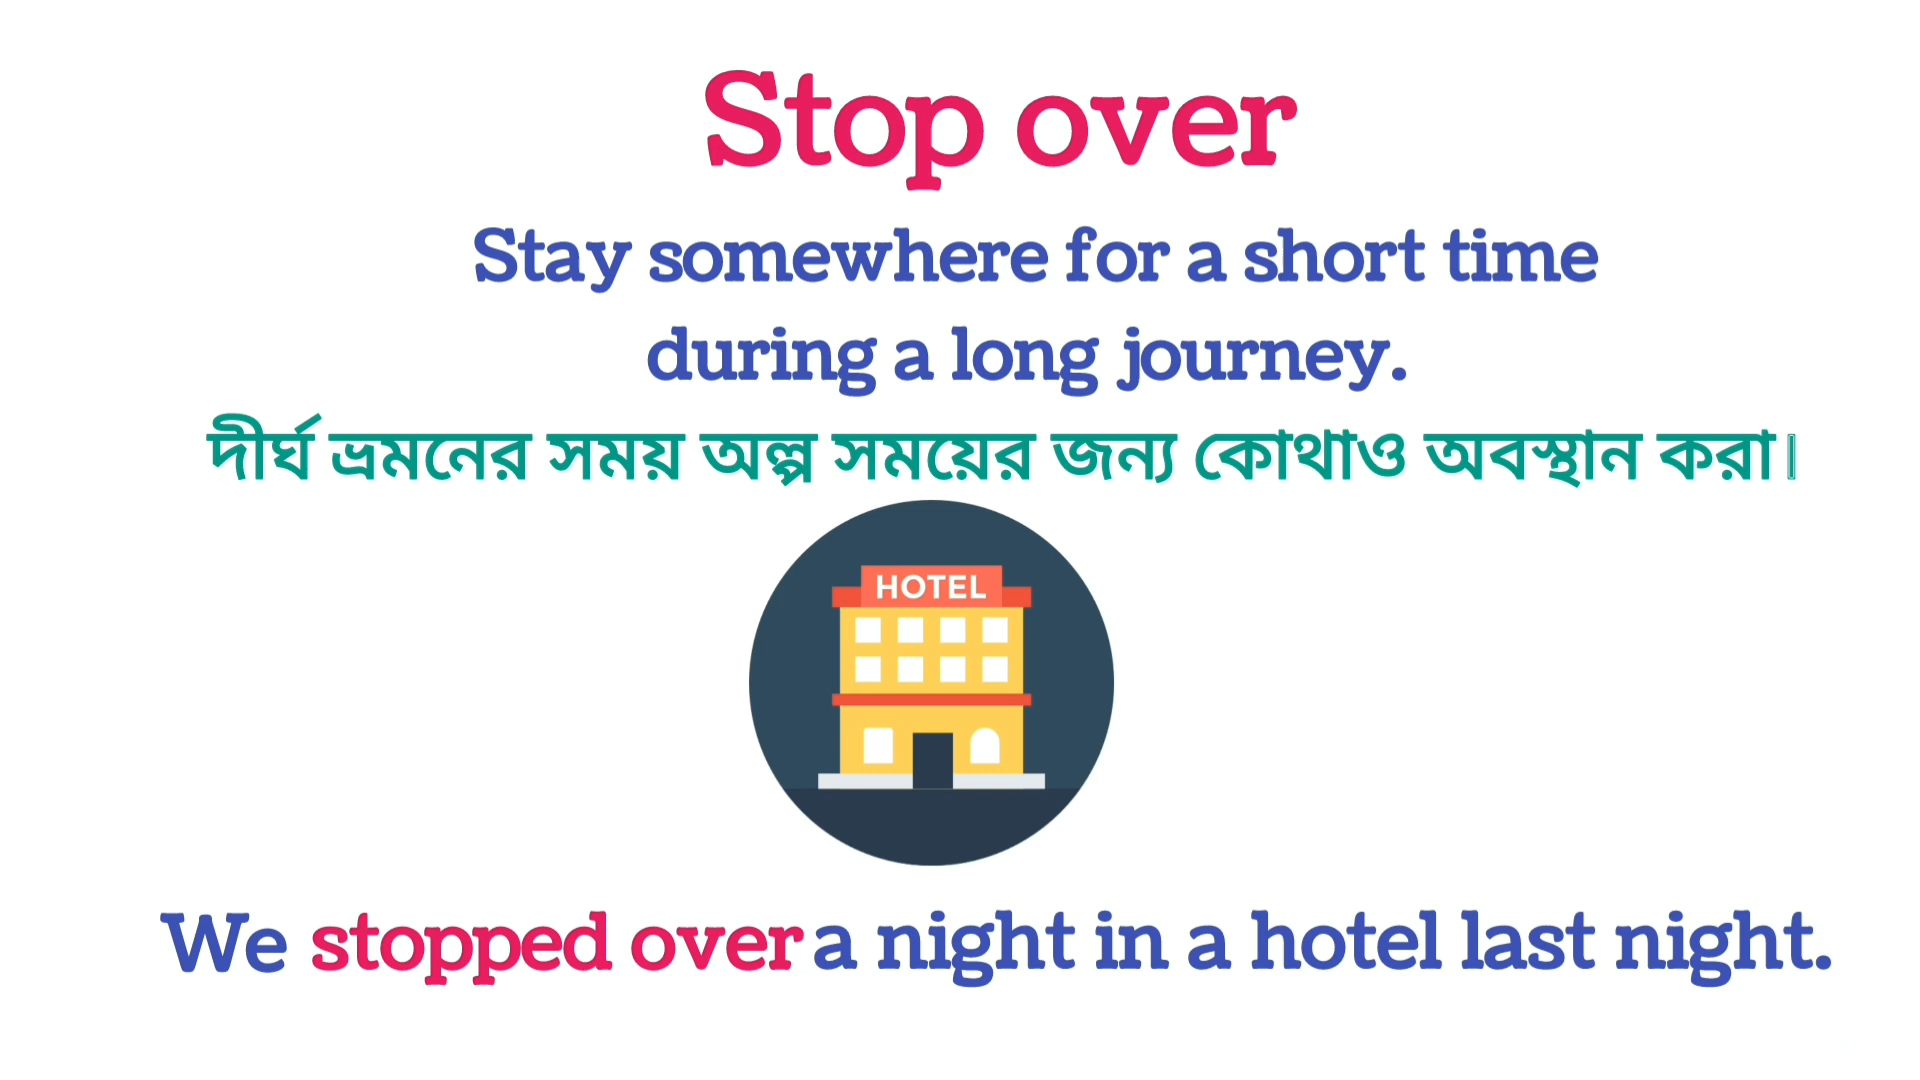 Stop over
Stay somewhere for a short time
during a long journey.
দীর্ঘ ভ্রমনের সময় অল্প সময়ের জন্য কোথাও অবস্থান করা।
HOTEL
We stopped over a night in a hotel last night.